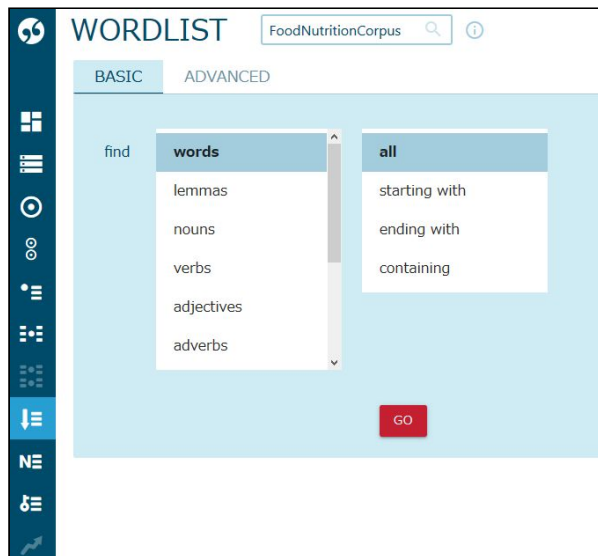 WORDLIST FoodNutritionCorpus
BASIC ADVANCED
find words all
lemmas starting with
nouns ending with
verbs containing
adjectives
adverbs
GO
N